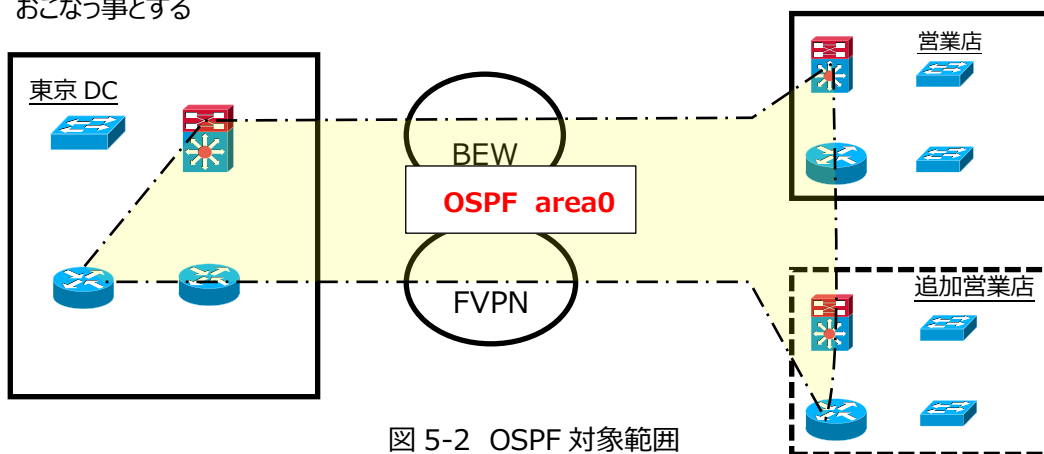 おこなう事とする
東京 DC
営業店
BEW
OSPF area0
FVPN
追加営業店
図 5-2 OSPF 対象範囲